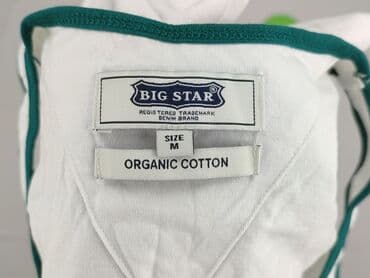 BIG STAR®
REGISTERED TRADEMARK
DENIM BRAND
SIZE
M
ORGANIC COTTON